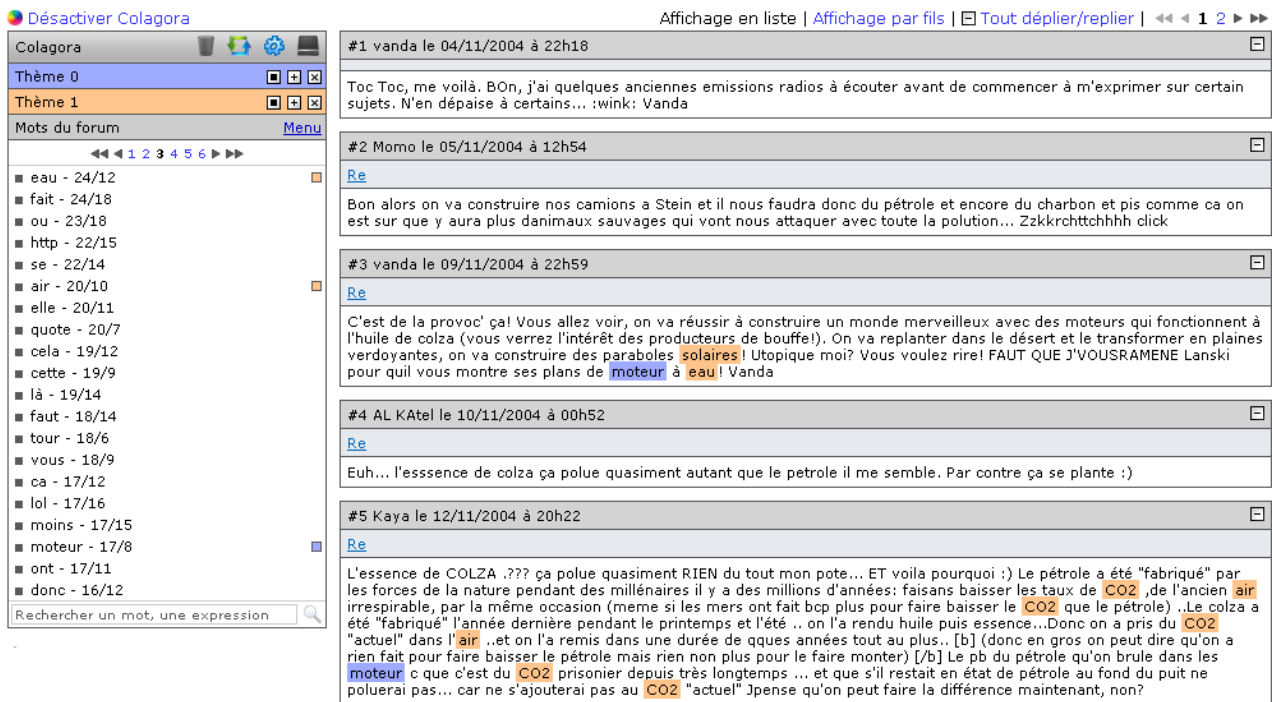 Désactiver Colagora
Affichage en liste | Affichage par fils | Tout déplier/replier | 1 2
Colagora
Thème 0
Thème 1
Mots du forum Menu
1 2 3 4 5 6
eau - 24/12
fait - 24/18
ou - 23/18
http - 22/15
se - 22/14
air - 20/10
elle - 20/11
quote - 20/7
cela - 19/12
cette - 19/9
là - 19/14
faut - 18/14
tour - 18/6
vous - 18/9
ca - 17/12
lol - 17/16
moins - 17/15
moteur - 17/8
ont - 17/11
donc - 16/12
Rechercher un mot, une expression
#1 vanda le 04/11/2004 à 22h18
Toc Toc, me voilà. BOn, j'ai quelques anciennes emissions radios à écouter avant de commencer à m'exprimer sur certain
sujets. N'en dépaise à certains... :wink: Vanda
#2 Momo le 05/11/2004 à 12h54
Re
Bon alors on va construire nos camions a Stein et il nous faudra donc du pétrole et encore du charbon et pis comme ca on
est sur que y aura plus danimaux sauvages qui vont nous attaquer avec toute la polution... Zzkkrchttchhhh click
#3 vanda le 09/11/2004 à 22h59
Re
C'est de la provoc' ça! Vous allez voir, on va réussir à construire un monde merveilleux avec des moteurs qui fonctionnent à
l'huile de colza (vous verrez l'intérêt des producteurs de bouffe!). On va replanter dans le désert et le transformer en plaines
verdoyantes, on va construire des paraboles solaires! Utopique moi? Vous voulez rire! FAUT QUE J'VOUSRAMENE Lanski
pour quil vous montre ses plans de moteur à eau! Vanda
#4 AL KAtel le 10/11/2004 à 00h52
Re
Euh... l'esssence de colza ça polue quasiment autant que le petrole il me semble. Par contre ça se plante :)
#5 Kaya le 12/11/2004 à 20h22
Re
L'essence de COLZA .??? ça polue quasiment RIEN du tout mon pote... ET voila pourquoi :) Le pétrole a été "fabriqué" par
les forces de la nature pendant des millénaires il y a des millions d'années: faisans baisser les taux de CO2 ,de l'ancien air
irrespirable, par la même occasion (meme si les mers ont fait bcp plus pour faire baisser le CO2 que le pétrole) ..Le colza a
été "fabriqué" l'année dernière pendant le printemps et l'été .. on l'a rendu huile puis essence...Donc on a pris du CO2
"actuel" dans l'air ..et on l'a remis dans une durée de qques années tout au plus.. [b] (donc en gros on peut dire qu'on a
rien fait pour faire baisser le pétrole mais rien non plus pour le faire monter) [/b] Le pb du pétrole qu'on brule dans les
moteur c que c'est du CO2 prisonier depuis très longtemps ... et que s'il restait en état de pétrole au fond du puit ne
poluerai pas... car ne s'ajouterai pas au CO2 "actuel" Jpense qu'on peut faire la différence maintenant, non?